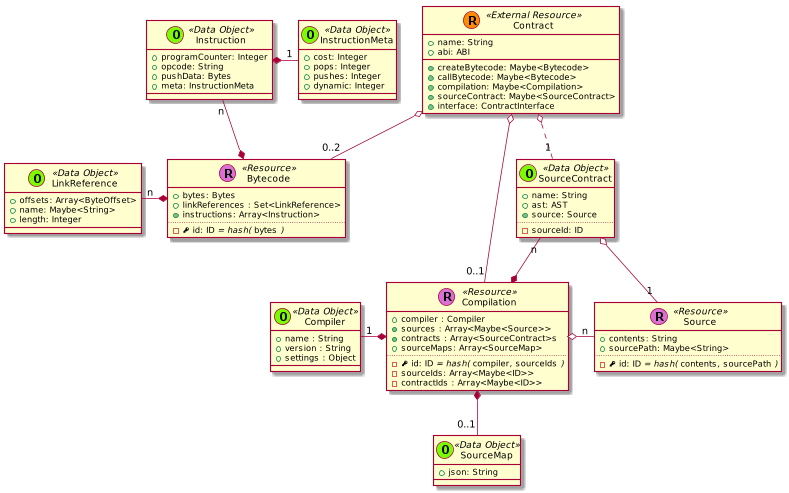 O «Data Object»
Instruction
programCounter: Integer
opcode: String
pushData: Bytes
meta: InstructionMeta
1
O «Data Object»
InstructionMeta
cost: Integer
pops: Integer
pushes: Integer
dynamic: Integer
R «External Resource»
Contract
name: String
abi: ABI
createBytecode: Maybe<Bytecode>
callBytecode: Maybe<Bytecode>
compilation: Maybe<Compilation>
sourceContract: Maybe<SourceContract>
interface: ContractInterface
n
0..2
1
O «Data Object»
LinkReference
offsets: Array<ByteOffset>
name: Maybe<String>
length: Integer
n
R «Resource»
Bytecode
bytes: Bytes
linkReferences : Set<LinkReference>
instructions: Array<Instruction>
id: ID = hash( bytes )
O «Data Object»
SourceContract
name: String
ast: AST
source: Source
sourceId: ID
n
0..1
1
O «Data Object»
Compiler
name : String
version : String
settings : Object
1
R «Resource»
Compilation
compiler : Compiler
sources : Array<Maybe<Source>>
contracts : Array<SourceContract>s
sourceMaps: Array<SourceMap>
id: ID = hash( compiler, sourceIds )
sourceIds: Array<Maybe<ID>>
contractIds : Array<Maybe<ID>>
n
R «Resource»
Source
contents: String
sourcePath: Maybe<String>
id: ID = hash( contents, sourcePath )
0..1
O «Data Object»
SourceMap
json: String